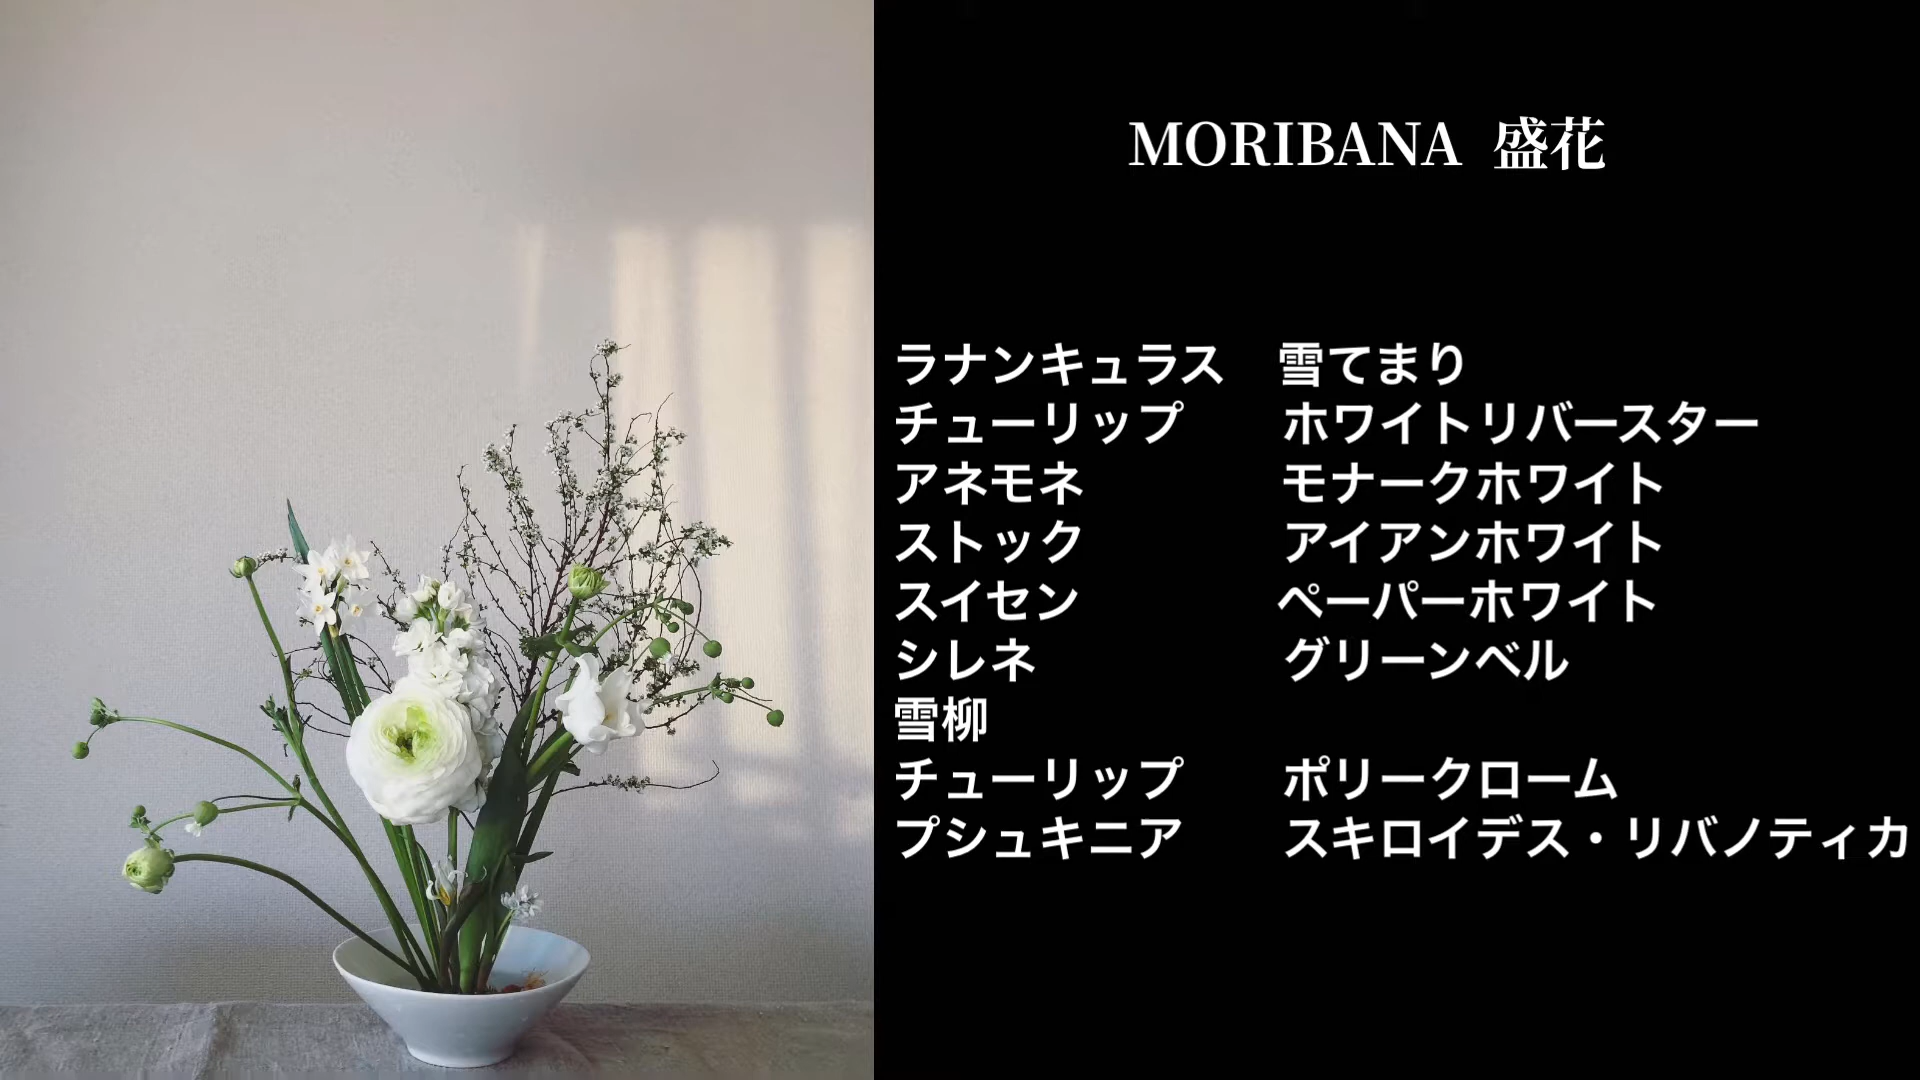 MORIBANA 盛花
ラナンキュラス 雪てまり
チューリップ ホワイトリバースター
アネモネ モナークホワイト
ストック アイアンホワイト
スイセン ペーパーホワイト
シレネ グリーンベル
雪柳
チューリップ ポリークローム
プシュキニア スキロイデス・リバノティカ